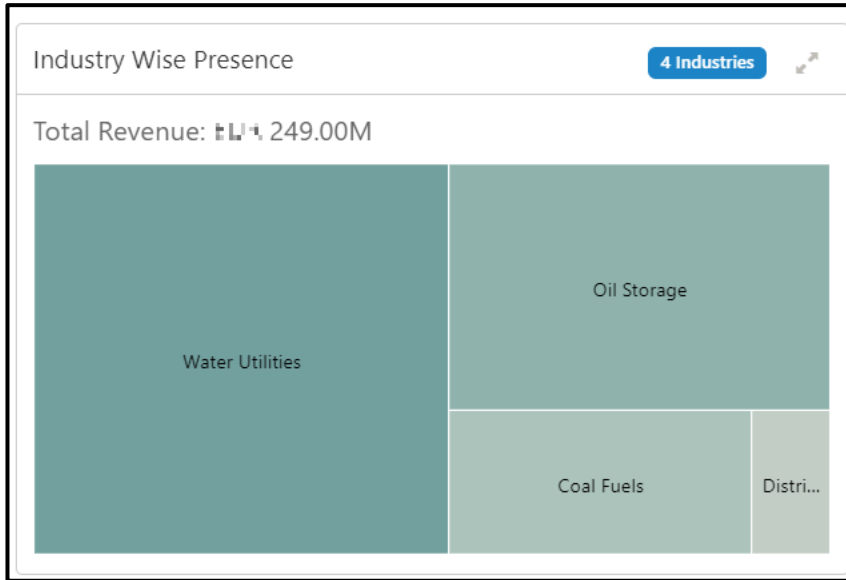 Industry Wise Presence
4 Industries
Total Revenue: 249.00M
Water Utilities
Oil Storage
Coal Fuels
Distri...